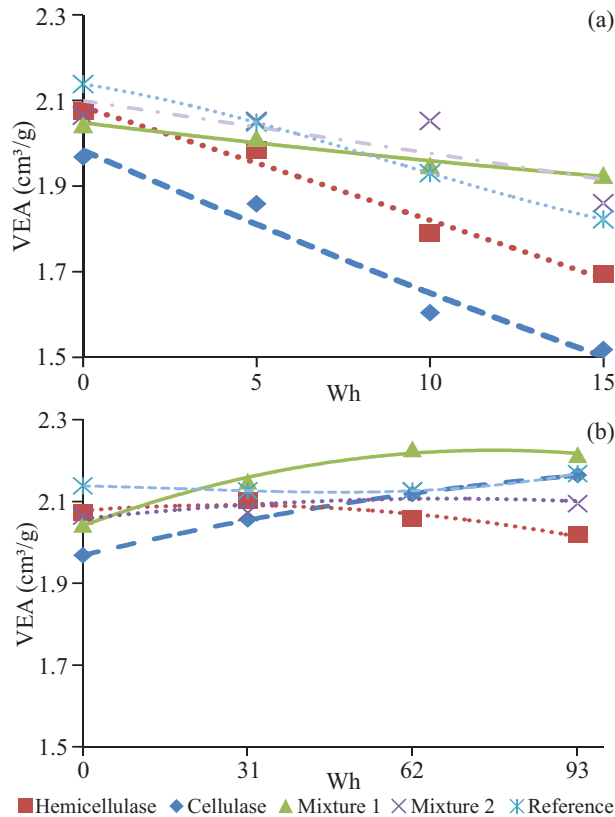 2.3
(a)
2.1
1.9
1.7
1.5
VEA (cm³/g)
0
5
10
15
Wh
2.3
(b)
2.1
1.9
1.7
1.5
VEA (cm³/g)
0
31
62
93
Wh
Hemicellulase Cellulase Mixture 1 Mixture 2 Reference